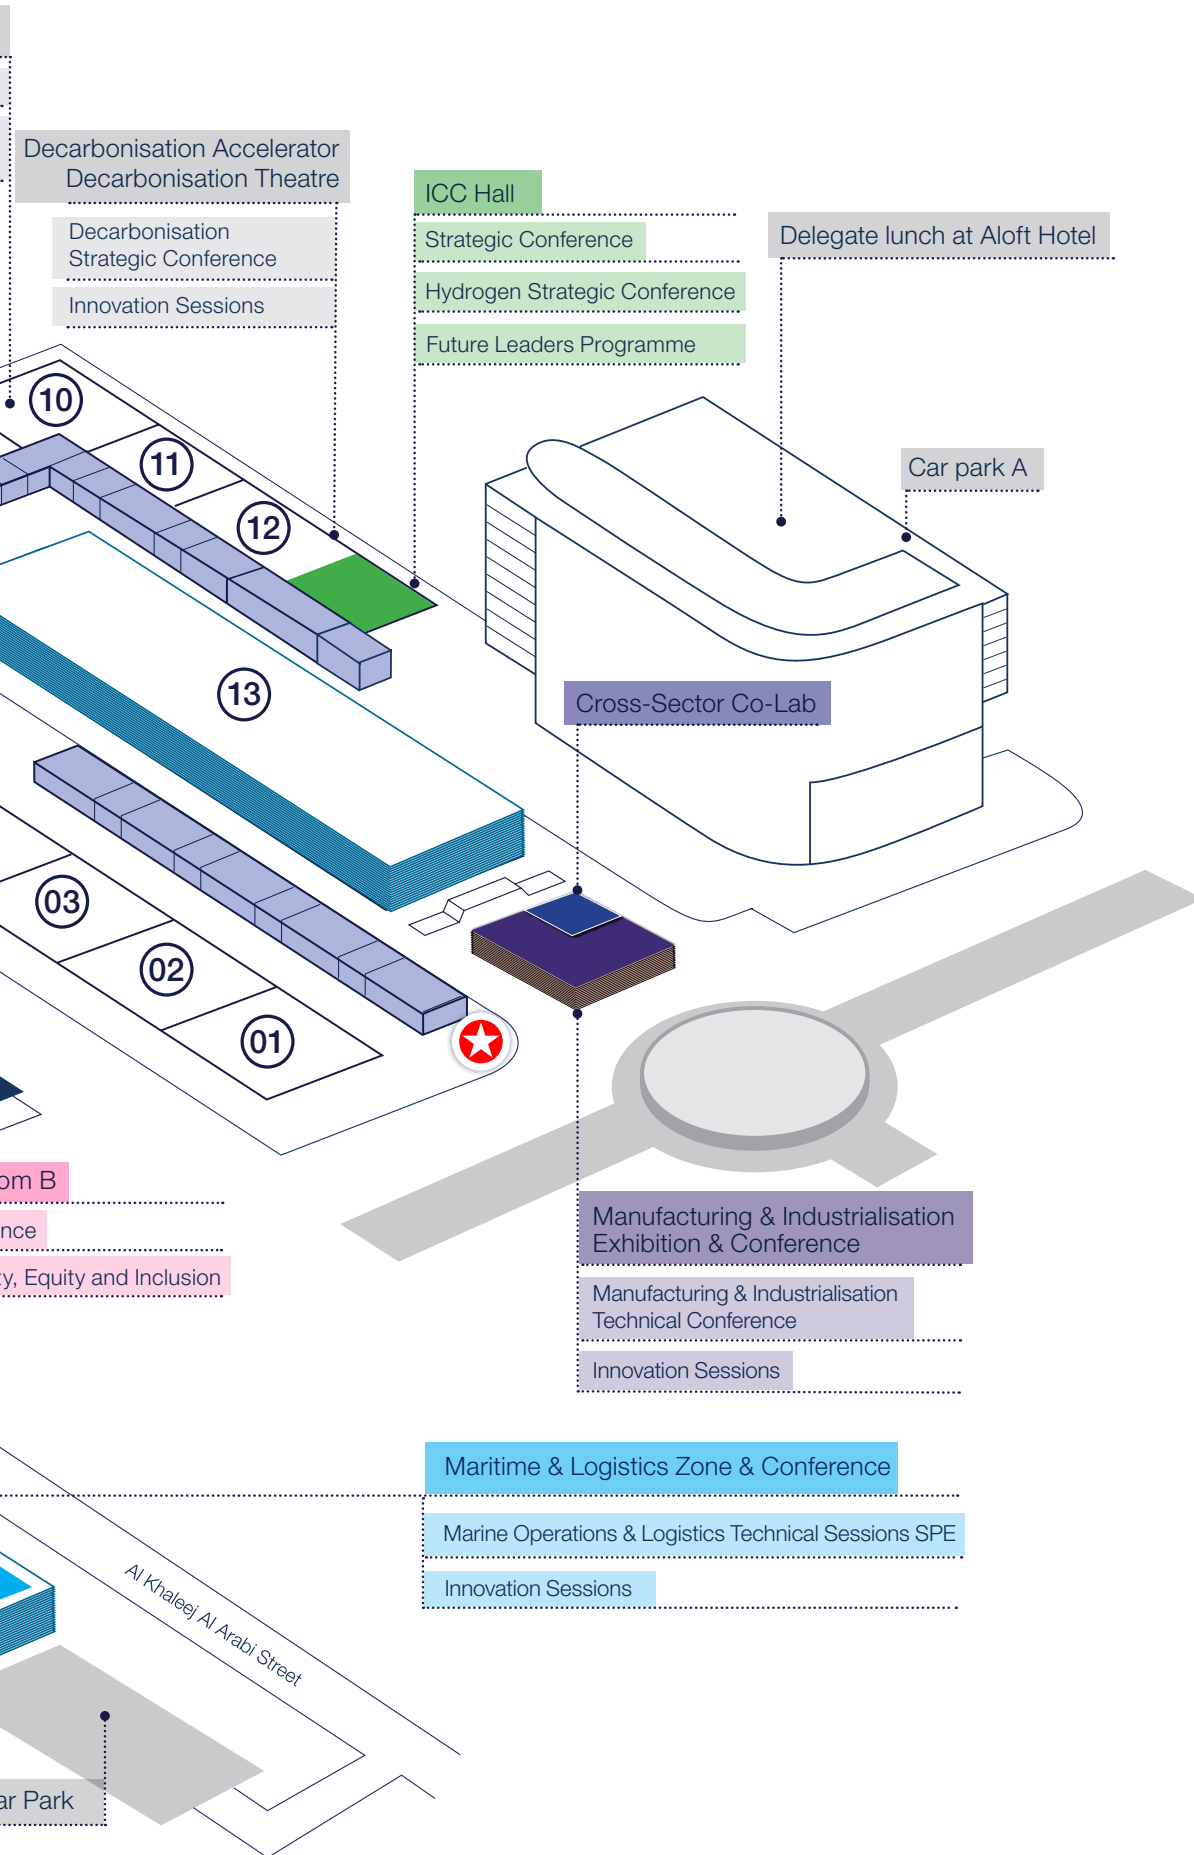 Decarbonisation Accelerator
Decarbonisation Theatre
Decarbonisation
Strategic Conference
Innovation Sessions
ICC Hall
Strategic Conference
Hydrogen Strategic Conference
Future Leaders Programme
Delegate lunch at Aloft Hotel
Car park A
10
11
12
13
Cross-Sector Co-Lab
03
02
01
om B
nce
ty, Equity and Inclusion
Manufacturing & Industrialisation
Exhibition & Conference
Manufacturing & Industrialisation
Technical Conference
Innovation Sessions
Maritime & Logistics Zone & Conference
Marine Operations & Logistics Technical Sessions SPE
Innovation Sessions
Al Khaleej Al Arabi Street
ar Park